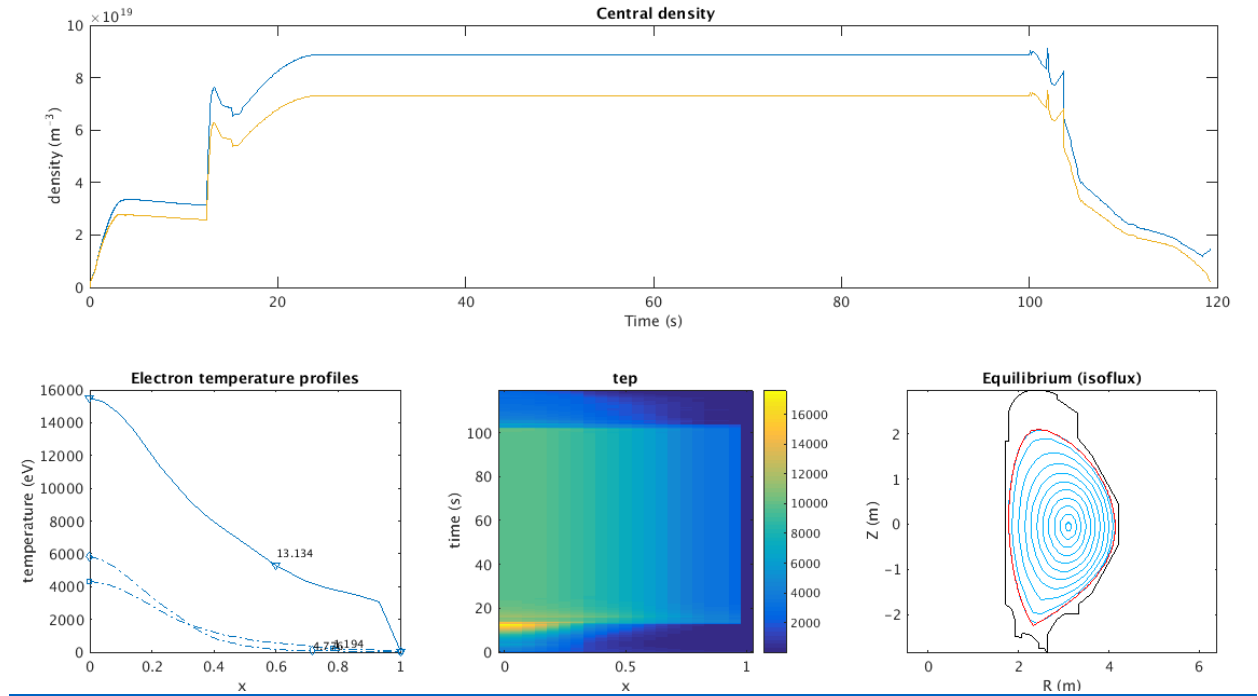 Central density
× 10^19
10
8
6
4
2
0
density (m^-3)
0 20 40 60 80 100 120
Time (s)
Electron temperature profiles
16000
14000
12000
10000
8000
6000
4000
2000
0
temperature (eV)
13.134
0 0.2 0.4 0.6 0.8 1
x
tep
100
80
60
40
20
0
time (s)
0 0.5 1
x
16000
14000
12000
10000
8000
6000
4000
2000
Equilibrium (isoflux)
2
1
0
-1
-2
Z (m)
0 2 4 6
R (m)